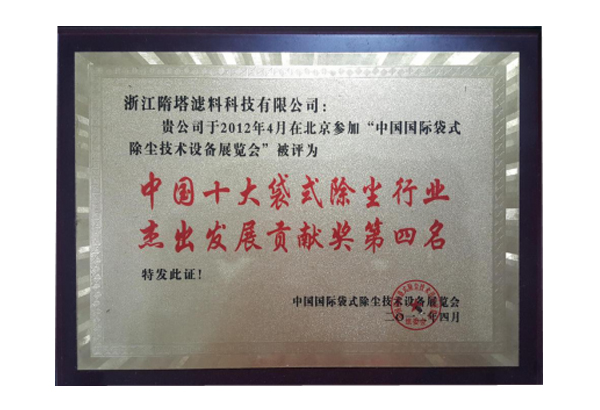 浙江隋塔滤料科技有限公司：
贵公司于2012年4月在北京参加“中国国际袋式
除尘技术设备展览会”被评为
中国十大袋式除尘行业
杰出发展贡献奖第四名
特发此证！
中国国际袋式除尘技术设备展览会
二〇一二年四月